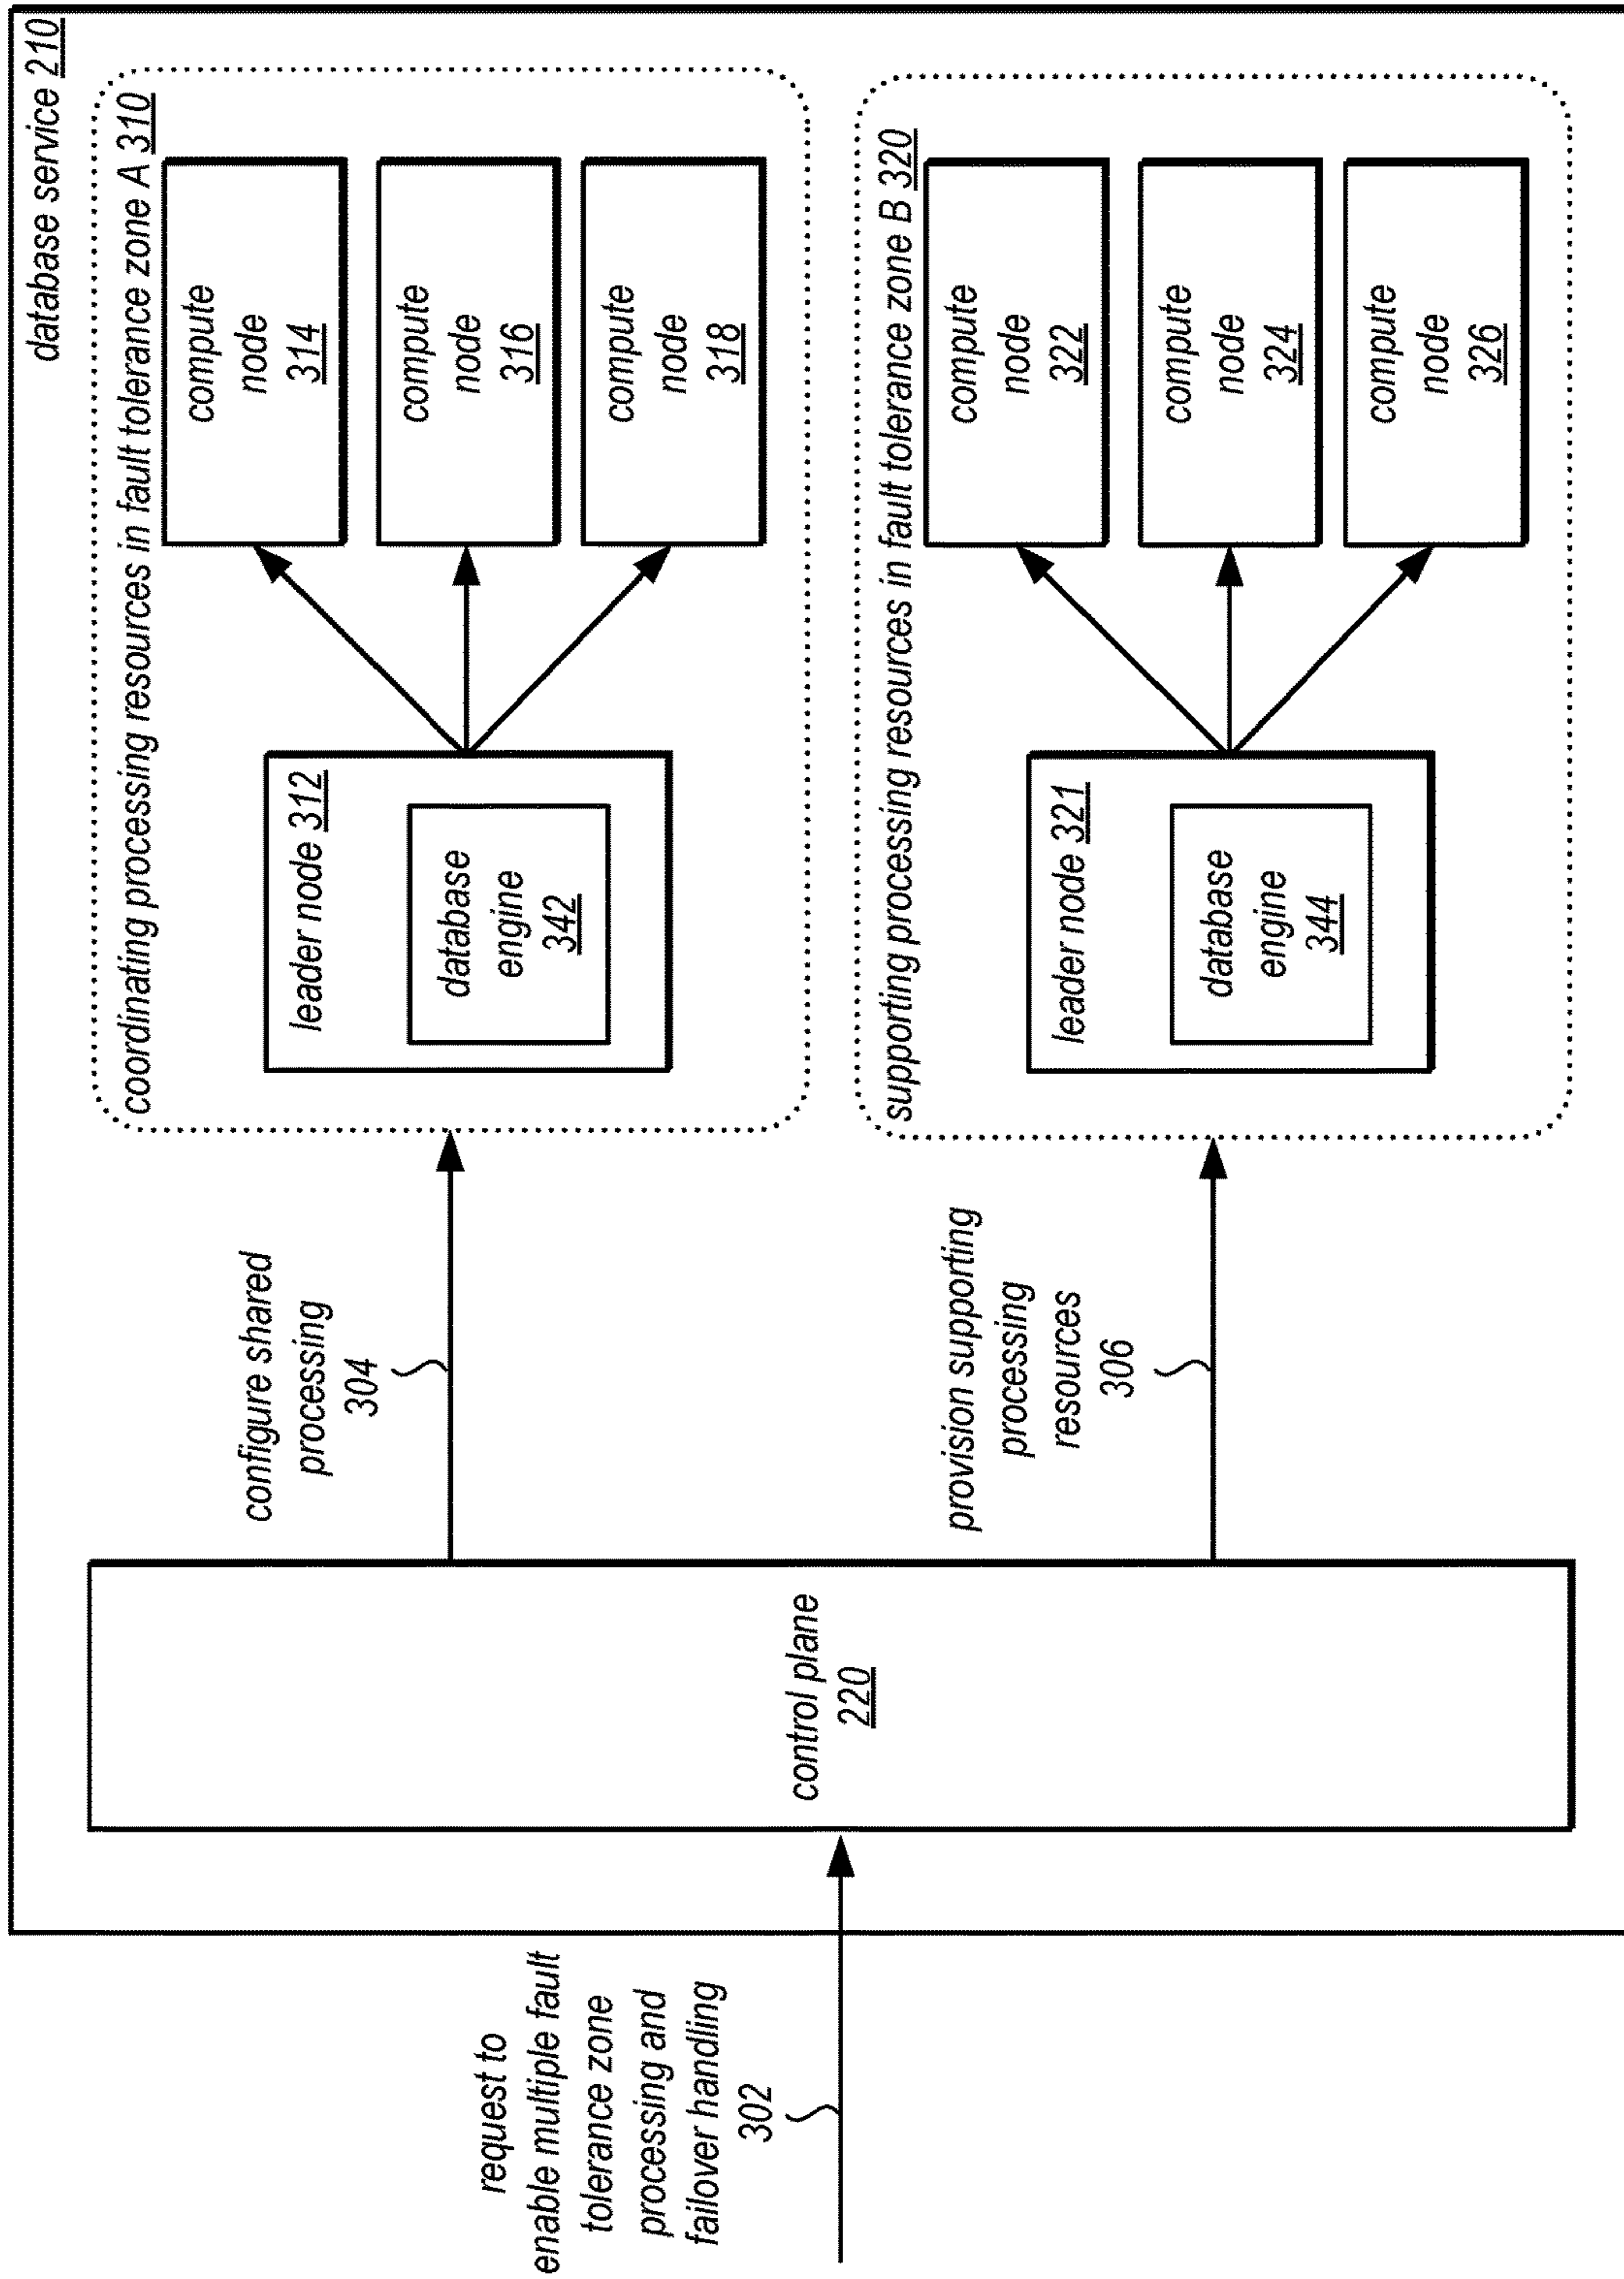 database service 210
coordinating processing resources in fault tolerance zone A 310
leader node 312
database
engine
342
compute
node
314
compute
node
316
compute
node
318
configure shared
processing
304
control plane
220
request to
enable multiple fault
tolerance zone
processing and
failover handling
302
provision supporting
processing
resources
306
supporting processing resources in fault tolerance zone B 320
leader node 321
database
engine
344
compute
node
322
compute
node
324
compute
node
326